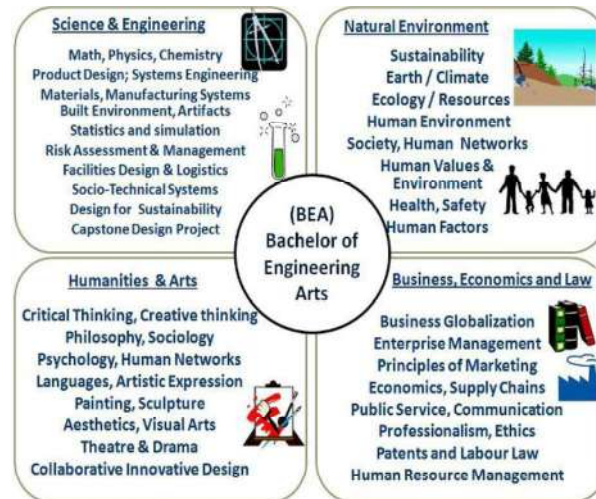 Science & Engineering
Math, Physics, Chemistry
Product Design; Systems Engineering
Materials, Manufacturing Systems
Built Environment, Artifacts
Statistics and simulation
Risk Assessment & Management
Facilities Design & Logistics
Socio-Technical Systems
Design for Sustainability
Capstone Design Project
Natural Environment
Sustainability
Earth / Climate
Ecology / Resources
Human Environment
Society, Human Networks
Human Values &
Environment
Health, Safety
Human Factors
(BEA)
Bachelor of
Engineering
Arts
Humanities & Arts
Critical Thinking, Creative thinking
Philosophy, Sociology
Psychology, Human Networks
Languages, Artistic Expression
Painting, Sculpture
Aesthetics, Visual Arts
Theatre & Drama
Collaborative Innovative Design
Business, Economics and Law
Business Globalization
Enterprise Management
Principles of Marketing
Economics, Supply Chains
Public Service, Communication
Professionalism, Ethics
Patents and Labour Law
Human Resource Management